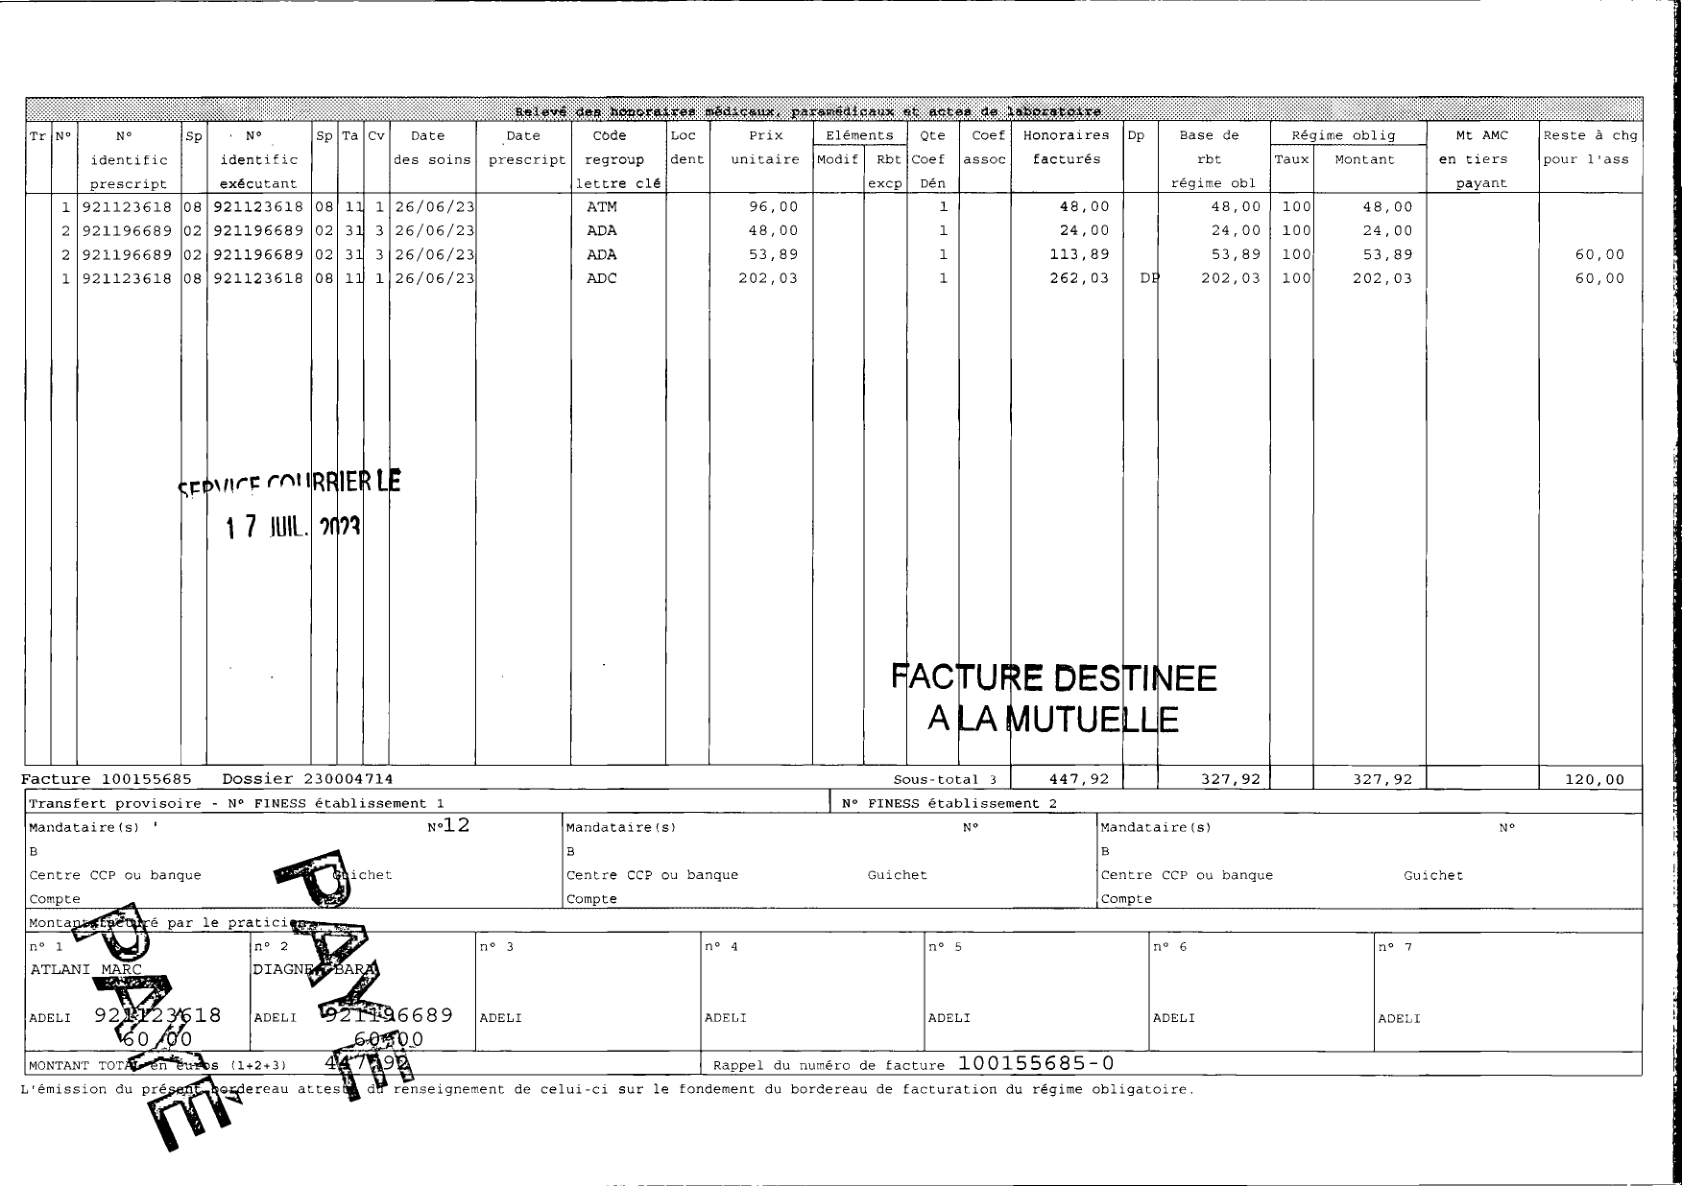 Relevé des honoraires médicaux, paramédicaux et actes de laboratoire
Tr N° N° Sp N° Sp Ta Cv Date Date Code Loc Prix Eléments Qte Coef Honoraires Dp Base de Régime oblig Mt AMC Reste à chg
identific identific des soins prescript regroup dent unitaire Modif Rbt Coef assoc facturés rbt Taux Montant en tiers pour l'ass
prescript exécutant lettre clé excp Dén régime obl payant
1 921123618 08 921123618 08 11 1 26/06/23 ATM 96,00 1 48,00 48,00 100 48,00
2 921196689 02 921196689 02 31 3 26/06/23 ADA 48,00 1 24,00 24,00 100 24,00
2 921196689 02 921196689 02 31 3 26/06/23 ADA 53,89 1 113,89 53,89 100 53,89 60,00
1 921123618 08 921123618 08 11 1 26/06/23 ADC 202,03 1 262,03 DP 202,03 100 202,03 60,00
SERVICE COURRIER LE
17 JUIL. 2023
FACTURE DESTINEE
A LA MUTUELLE
Facture 100155685 Dossier 230004714 Sous-total 3 447,92 327,92 327,92 120,00
Transfert provisoire - N° FINESS établissement 1 N° FINESS établissement 2
Mandataire(s) N°12 Mandataire(s) N° Mandataire(s) N°
B B B
Centre CCP ou banque Guichet Centre CCP ou banque Guichet Centre CCP ou banque Guichet
Compte Compte Compte
Montant facturé par le praticien
n° 1 n° 2 n° 3 n° 4 n° 5 n° 6 n° 7
ATLANI MARC DIAGNE BARA
ADELI 921123618 ADELI 921196689 ADELI ADELI ADELI ADELI ADELI
60,00 60,00
MONTANT TOTAL en euros (1+2+3) 447,92 Rappel du numéro de facture 100155685-0
L'émission du présent bordereau atteste du renseignement de celui-ci sur le fondement du bordereau de facturation du régime obligatoire.
PAYE
PAYE